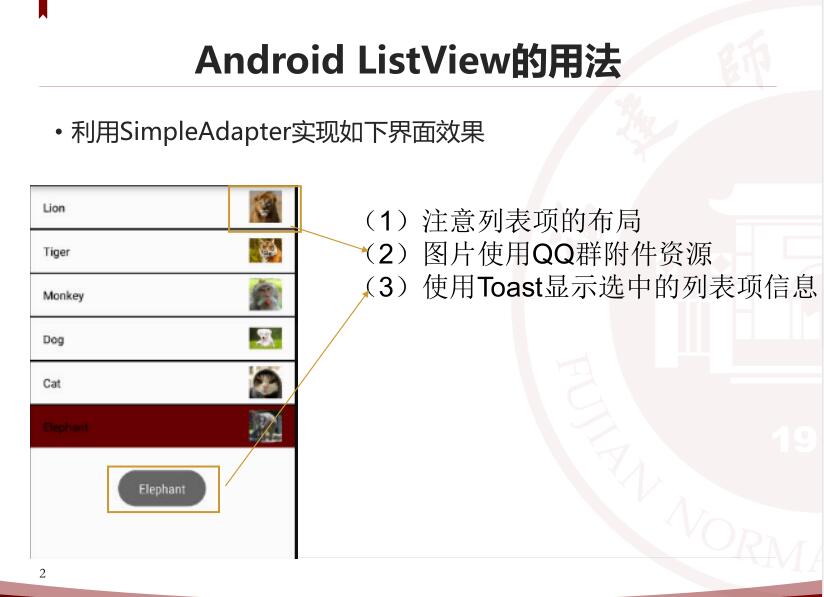 Android ListView的用法
• 利用SimpleAdapter实现如下界面效果
Lion
Tiger
Monkey
Dog
Cat
Elephant
Elephant
（1）注意列表项的布局
（2）图片使用QQ群附件资源
（3）使用Toast显示选中的列表项信息
建 師
FUJIAN NORMA
19
2